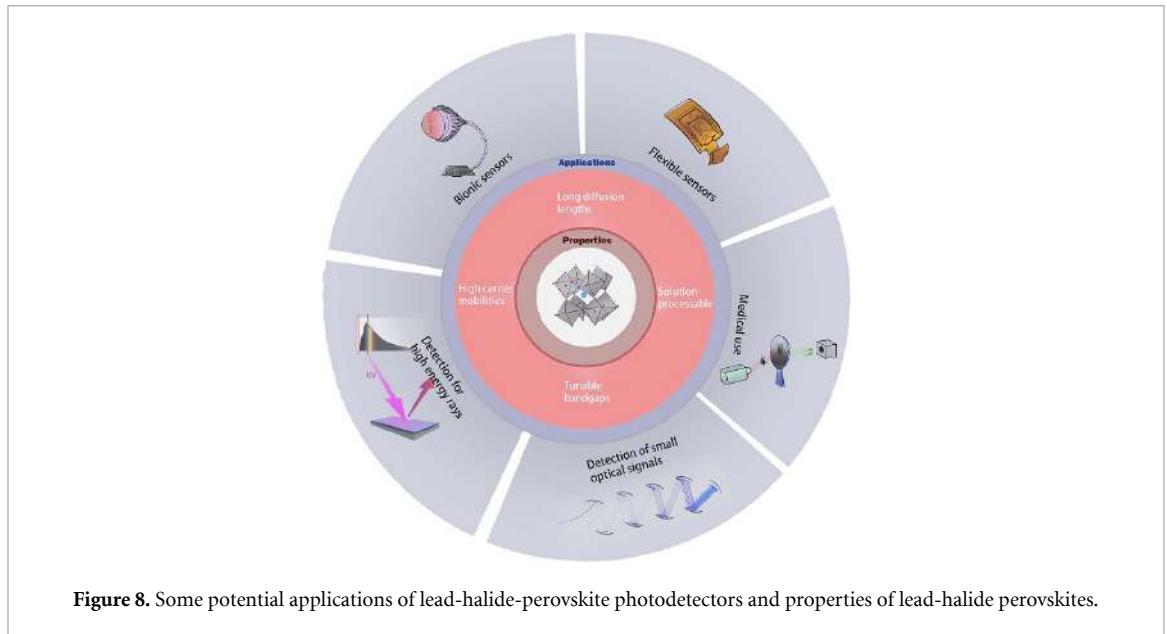 Bionic sensors
Flexible sensors
Applications
Long diffusion
lengths
Properties
High carrier
mobilities
Solution-
processable
Tunable
bandgaps
Medical use
Detection for
high energy rays
UV
Detection of small
optical signals
Figure 8. Some potential applications of lead-halide-perovskite photodetectors and properties of lead-halide perovskites.